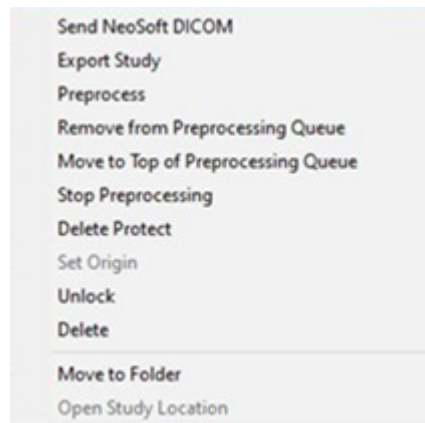 Send NeoSoft DICOM
Export Study
Preprocess
Remove from Preprocessing Queue
Move to Top of Preprocessing Queue
Stop Preprocessing
Delete Protect
Set Origin
Unlock
Delete
Move to Folder
Open Study Location